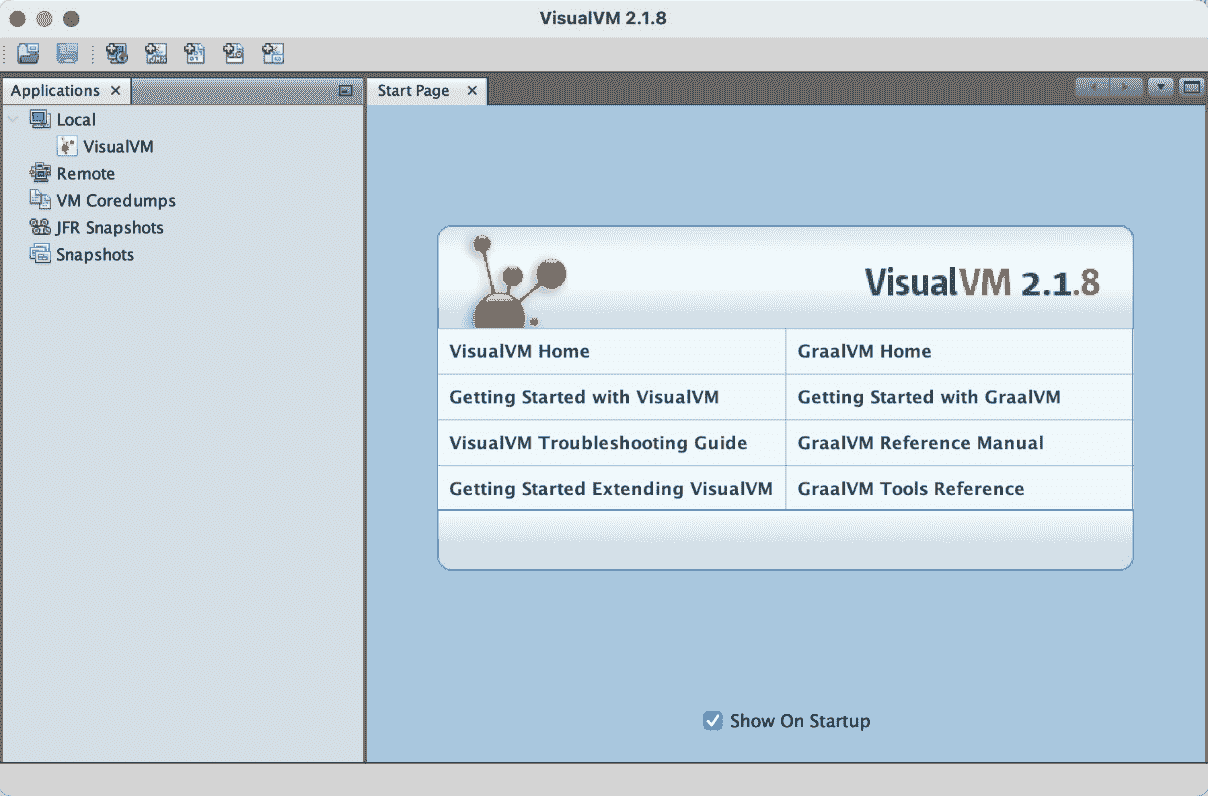 VisualVM 2.1.8
Applications
Start Page
Local
VisualVM
Remote
VM Coredumps
JFR Snapshots
Snapshots
VisualVM 2.1.8
VisualVM Home
GraalVM Home
Getting Started with VisualVM
Getting Started with GraalVM
VisualVM Troubleshooting Guide
GraalVM Reference Manual
Getting Started Extending VisualVM
GraalVM Tools Reference
Show On Startup